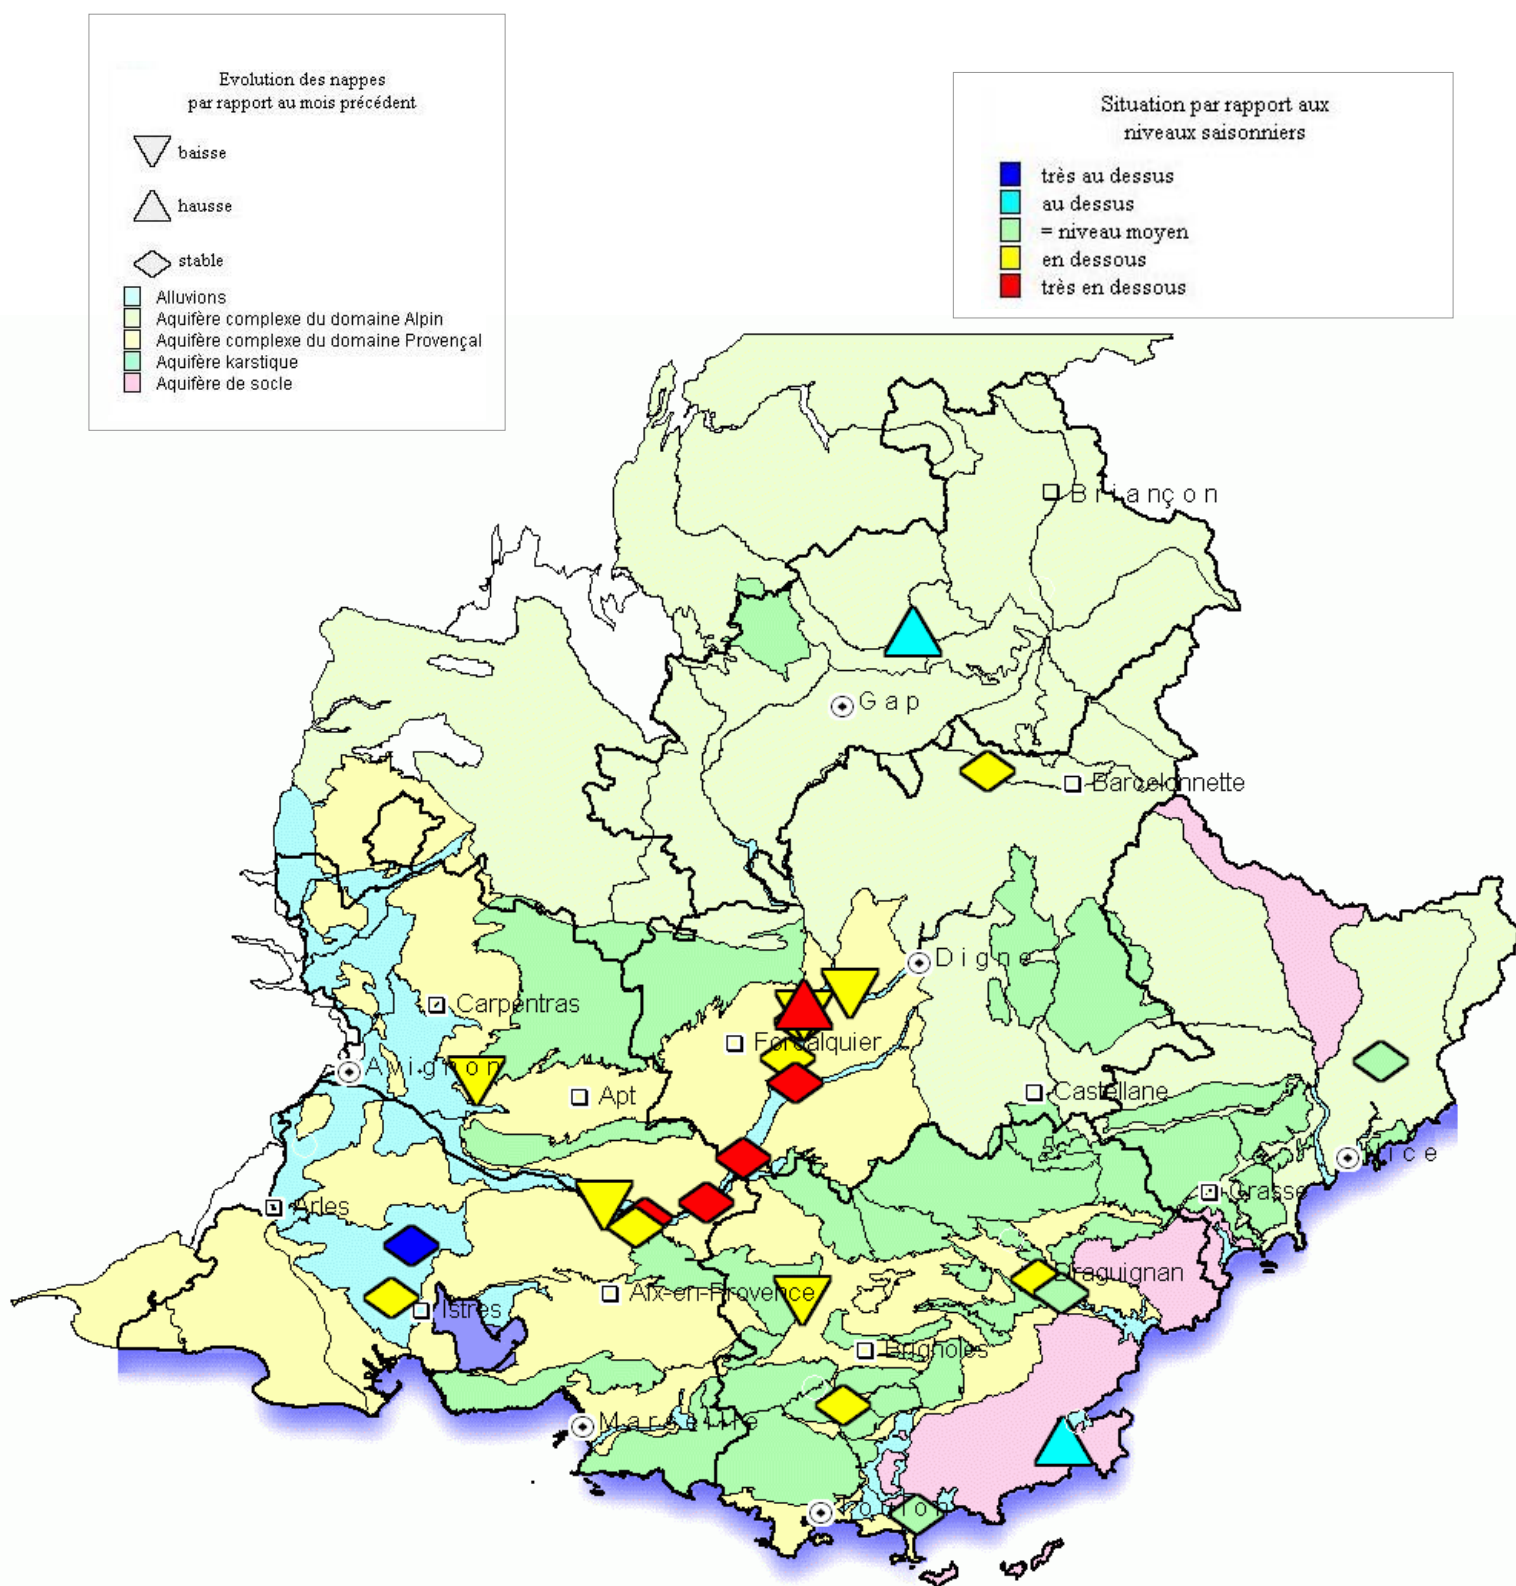 Evolution des nappes
par rapport au mois précédent
baisse
hausse
stable
Alluvions
Aquifère complexe du domaine Alpin
Aquifère complexe du domaine Provençal
Aquifère karstique
Aquifère de socle
Situation par rapport aux
niveaux saisonniers
très au dessus
au dessus
= niveau moyen
en dessous
très en dessous
Briançon
Gap
Barcelonnette
Digne
Carpentras
Forcalquier
Avignon
Apt
Castellane
Nice
Grasse
Arles
Draguignan
Aix-en-Provence
Istres
Brignoles
Marseille
Toulon